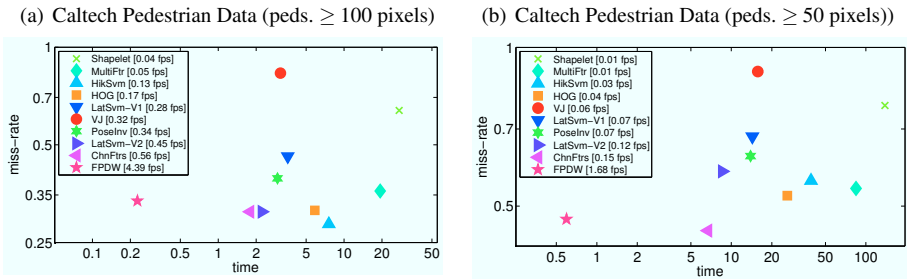 (a) Caltech Pedestrian Data (peds. ≥ 100 pixels)
1
0.7
0.5
0.35
0.25
miss-rate
Shapelet [0.04 fps]
MultiFtr [0.05 fps]
HikSvm [0.13 fps]
HOG [0.17 fps]
LatSvm-V1 [0.28 fps]
VJ [0.32 fps]
PoseInv [0.34 fps]
LatSvm-V2 [0.45 fps]
ChnFtrs [0.56 fps]
FPDW [4.39 fps]
0.1 0.2 0.5 1 2 5 10 20 50
time
(b) Caltech Pedestrian Data (peds. ≥ 50 pixels))
1
0.7
0.5
miss-rate
Shapelet [0.01 fps]
MultiFtr [0.01 fps]
HikSvm [0.03 fps]
HOG [0.04 fps]
VJ [0.06 fps]
LatSvm-V1 [0.07 fps]
PoseInv [0.07 fps]
LatSvm-V2 [0.12 fps]
ChnFtrs [0.15 fps]
FPDW [1.68 fps]
0.5 1 2 5 10 20 50 100
time